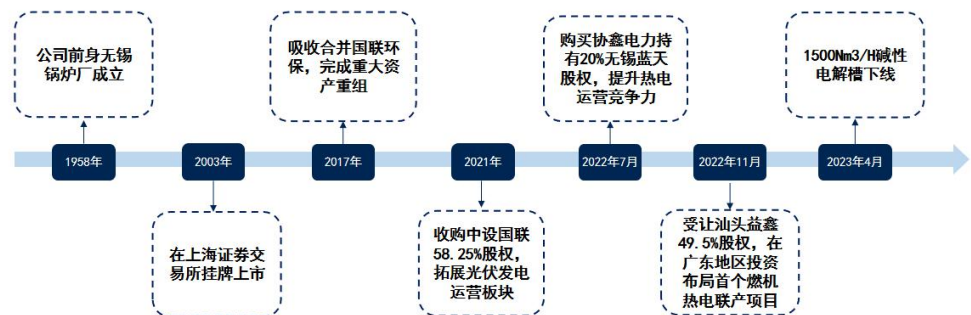 公司前身无锡
锅炉厂成立
吸收合并国联环
保，完成重大资
产重组
购买协鑫电力持
有20%无锡蓝天
股权，提升热电
运营竞争力
1500Nm3/H碱性
电解槽下线
1958年
2003年
2017年
2021年
2022年7月
2022年11月
2023年4月
在上海证券交
易所挂牌上市
收购中设国联
58.25%股权，
拓展光伏发电
运营板块
受让汕头益鑫
49.5%股权，在
广东地区投资
布局首个燃机
热电联产项目